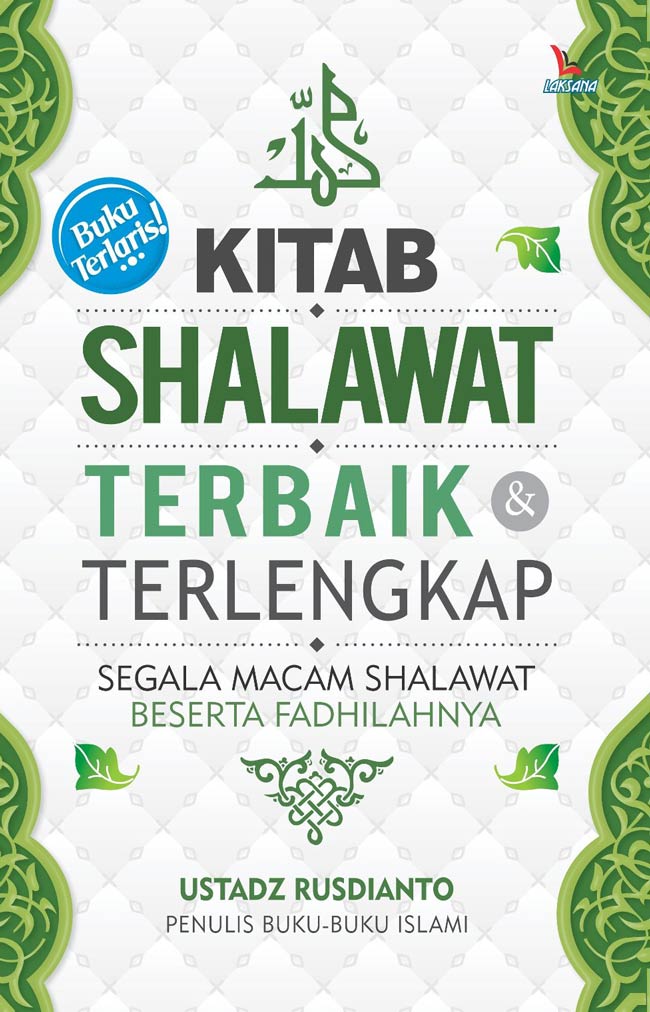 LAKSANA
محمد
Buku
Terlaris!
...
KITAB
SHALAWAT
TERBAIK &
TERLENGKAP
SEGALA MACAM SHALAWAT
BESERTA FADHILAHNYA
USTADZ RUSDIANTO
PENULIS BUKU-BUKU ISLAMI